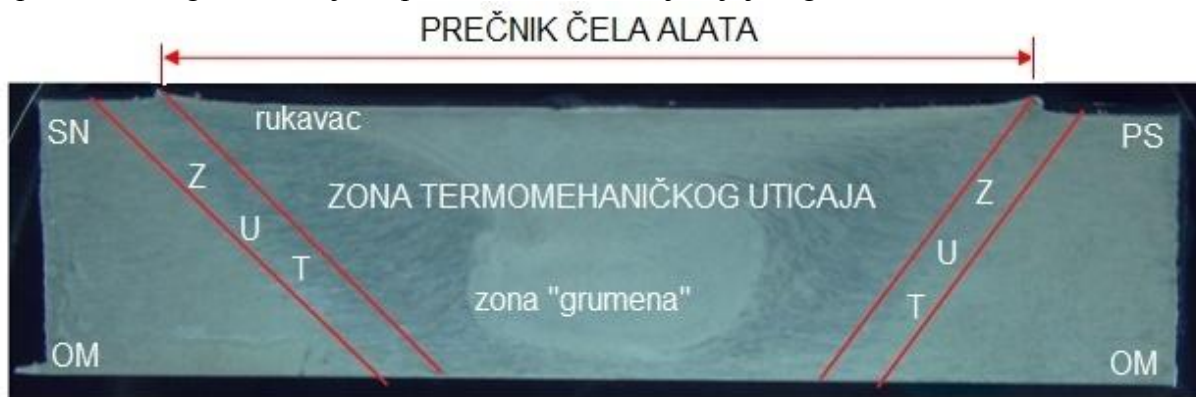 PREČNIK ČELA ALATA
SN
rukavac
PS
Z
ZONA TERMOMEHANIČKOG UTICAJA
Z
U
U
T
zona "grumena"
T
OM
OM